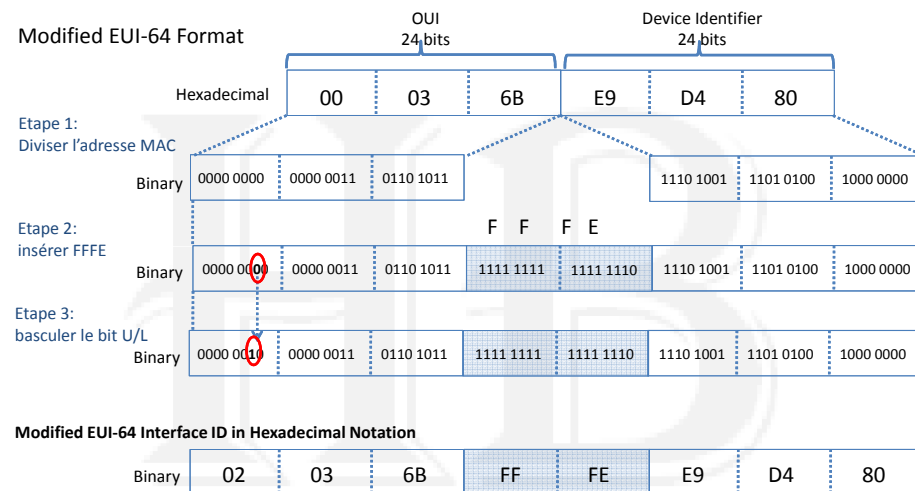 OUI
24 bits
Device Identifier
24 bits
Modified EUI-64 Format
Hexadecimal 00 03 6B E9 D4 80
Etape 1:
Diviser l'adresse MAC
Binary 0000 0000 0000 0011 0110 1011 1110 1001 1101 0100 1000 0000
Etape 2:
insérer FFFE
F F F E
Binary 0000 0000 0000 0011 0110 1011 1111 1111 1111 1110 1110 1001 1101 0100 1000 0000
Etape 3:
basculer le bit U/L
Binary 0000 0010 0000 0011 0110 1011 1111 1111 1111 1110 1110 1001 1101 0100 1000 0000
Modified EUI-64 Interface ID in Hexadecimal Notation
Binary 02 03 6B FF FE E9 D4 80
HB